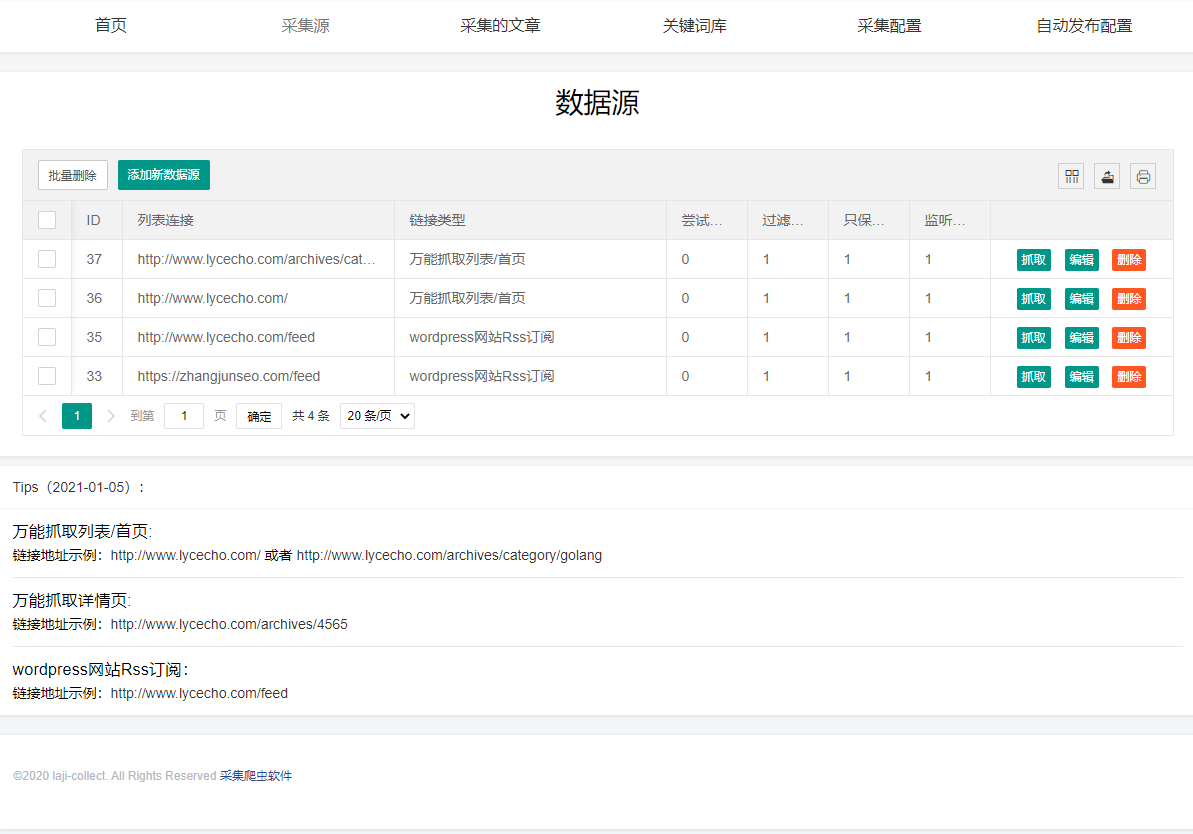 首页 采集源 采集的文章 关键词库 采集配置 自动发布配置
数据源
批量删除 添加新数据源
ID 列表连接 链接类型 尝试... 过滤... 只保... 监听...
37 http://www.lycecho.com/archives/cat... 万能抓取列表/首页 0 1 1 1 抓取 编辑 删除
36 http://www.lycecho.com/ 万能抓取列表/首页 0 1 1 1 抓取 编辑 删除
35 http://www.lycecho.com/feed wordpress网站Rss订阅 0 1 1 1 抓取 编辑 删除
33 https://zhangjunseo.com/feed wordpress网站Rss订阅 0 1 1 1 抓取 编辑 删除
1 到第 1 页 确定 共 4 条 20 条/页
Tips（2021-01-05）：
万能抓取列表/首页:
链接地址示例：http://www.lycecho.com/ 或者 http://www.lycecho.com/archives/category/golang
万能抓取详情页:
链接地址示例：http://www.lycecho.com/archives/4565
wordpress网站Rss订阅：
链接地址示例：http://www.lycecho.com/feed
©2020 laji-collect. All Rights Reserved 采集爬虫软件